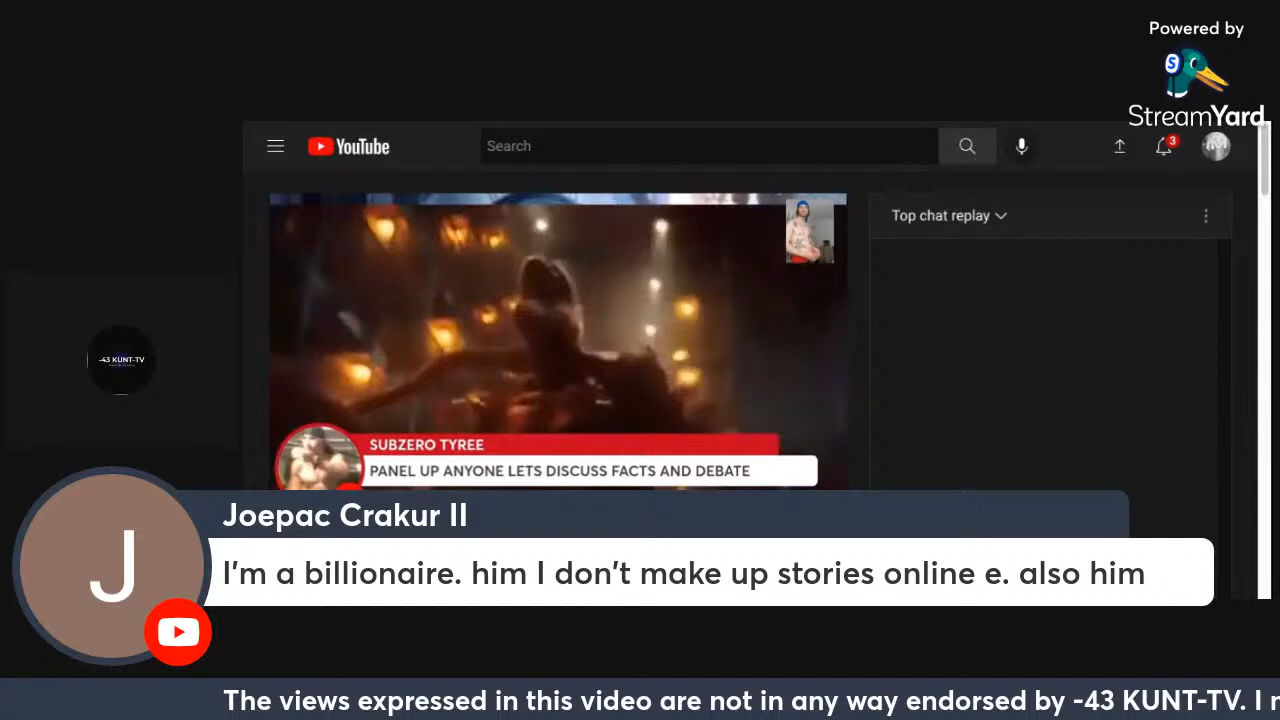 Powered by
StreamYard
YouTube
Search
3
Top chat replay
-43 KUNT-TV
SUBZERO TYREE
PANEL UP ANYONE LETS DISCUSS FACTS AND DEBATE
J
Joepac Crakur II
I'm a billionaire. him I don't make up stories online e. also him
The views expressed in this video are not in any way endorsed by -43 KUNT-TV. I